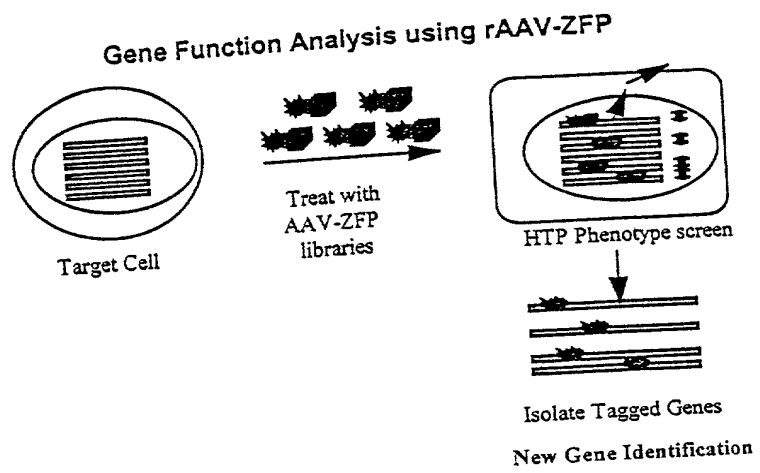 Gene Function Analysis using rAAV-ZFP
Target Cell
Treat with
AAV-ZFP
libraries
HTP Phenotype screen
Isolate Tagged Genes
New Gene Identification